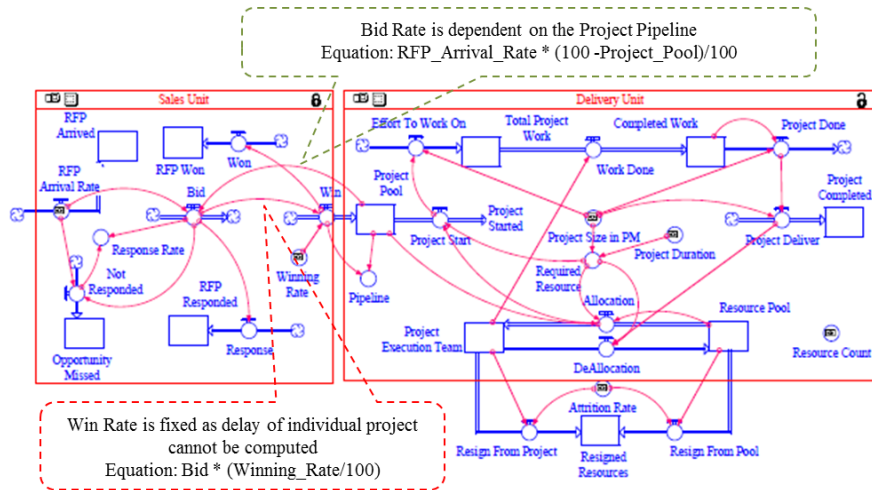 Bid Rate is dependent on the Project Pipeline
Equation: RFP_Arrival_Rate * (100 -Project_Pool)/100
Sales Unit
RFP
Arrived
RFP Won
Won
RFP
Arrival Rate
Bid
Win
Response Rate
Not
Responded
RFP
Responded
Winning
Rate
Opportunity
Missed
Response
Delivery Unit
Effort To Work On
Total Project
Work
Completed Work
Project Done
Work Done
Project
Pool
Project
Completed
Project Start
Project
Started
Project Size in PM
Project Deliver
Project Duration
Required
Resource
Pipeline
Allocation
Resource Pool
Project
Execution Team
DeAllocation
Resource Count
Attrition Rate
Resign From Project
Resigned
Resources
Resign From Pool
Win Rate is fixed as delay of individual project
cannot be computed
Equation: Bid * (Winning_Rate/100)